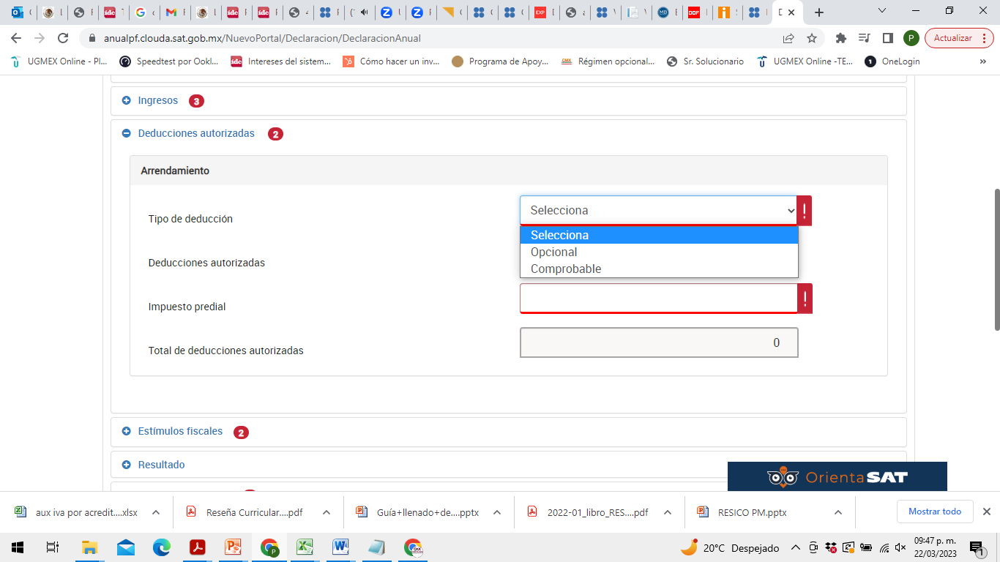 anualpf.clouda.sat.gob.mx/NuevoPortal/Declaracion/DeclaracionAnual
P
Actualizar
UGMEX Online - Pl...
Speedtest por Ookl...
Intereses del sistem...
Cómo hacer un inv...
Programa de Apoy...
Régimen opcional...
Sr. Solucionario
UGMEX Online -TE...
OneLogin
»
Ingresos 3
Deducciones autorizadas 2
Arrendamiento
Tipo de deducción
Selecciona
!
Selecciona
Opcional
Comprobable
Deducciones autorizadas
Impuesto predial
!
Total de deducciones autorizadas
0
Estímulos fiscales 2
Resultado
OrientaSAT
aux iva por acredit....xlsx
Reseña Curricular....pdf
Guía+llenado+de....pptx
2022-01_libro_RES....pdf
RESICO PM.pptx
Mostrar todo
20°C Despejado
09:47 p. m.
22/03/2023
1